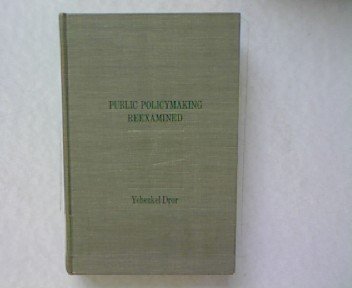 PUBLIC POLICYMAKING
REEXAMINED
Yehezkel Dror